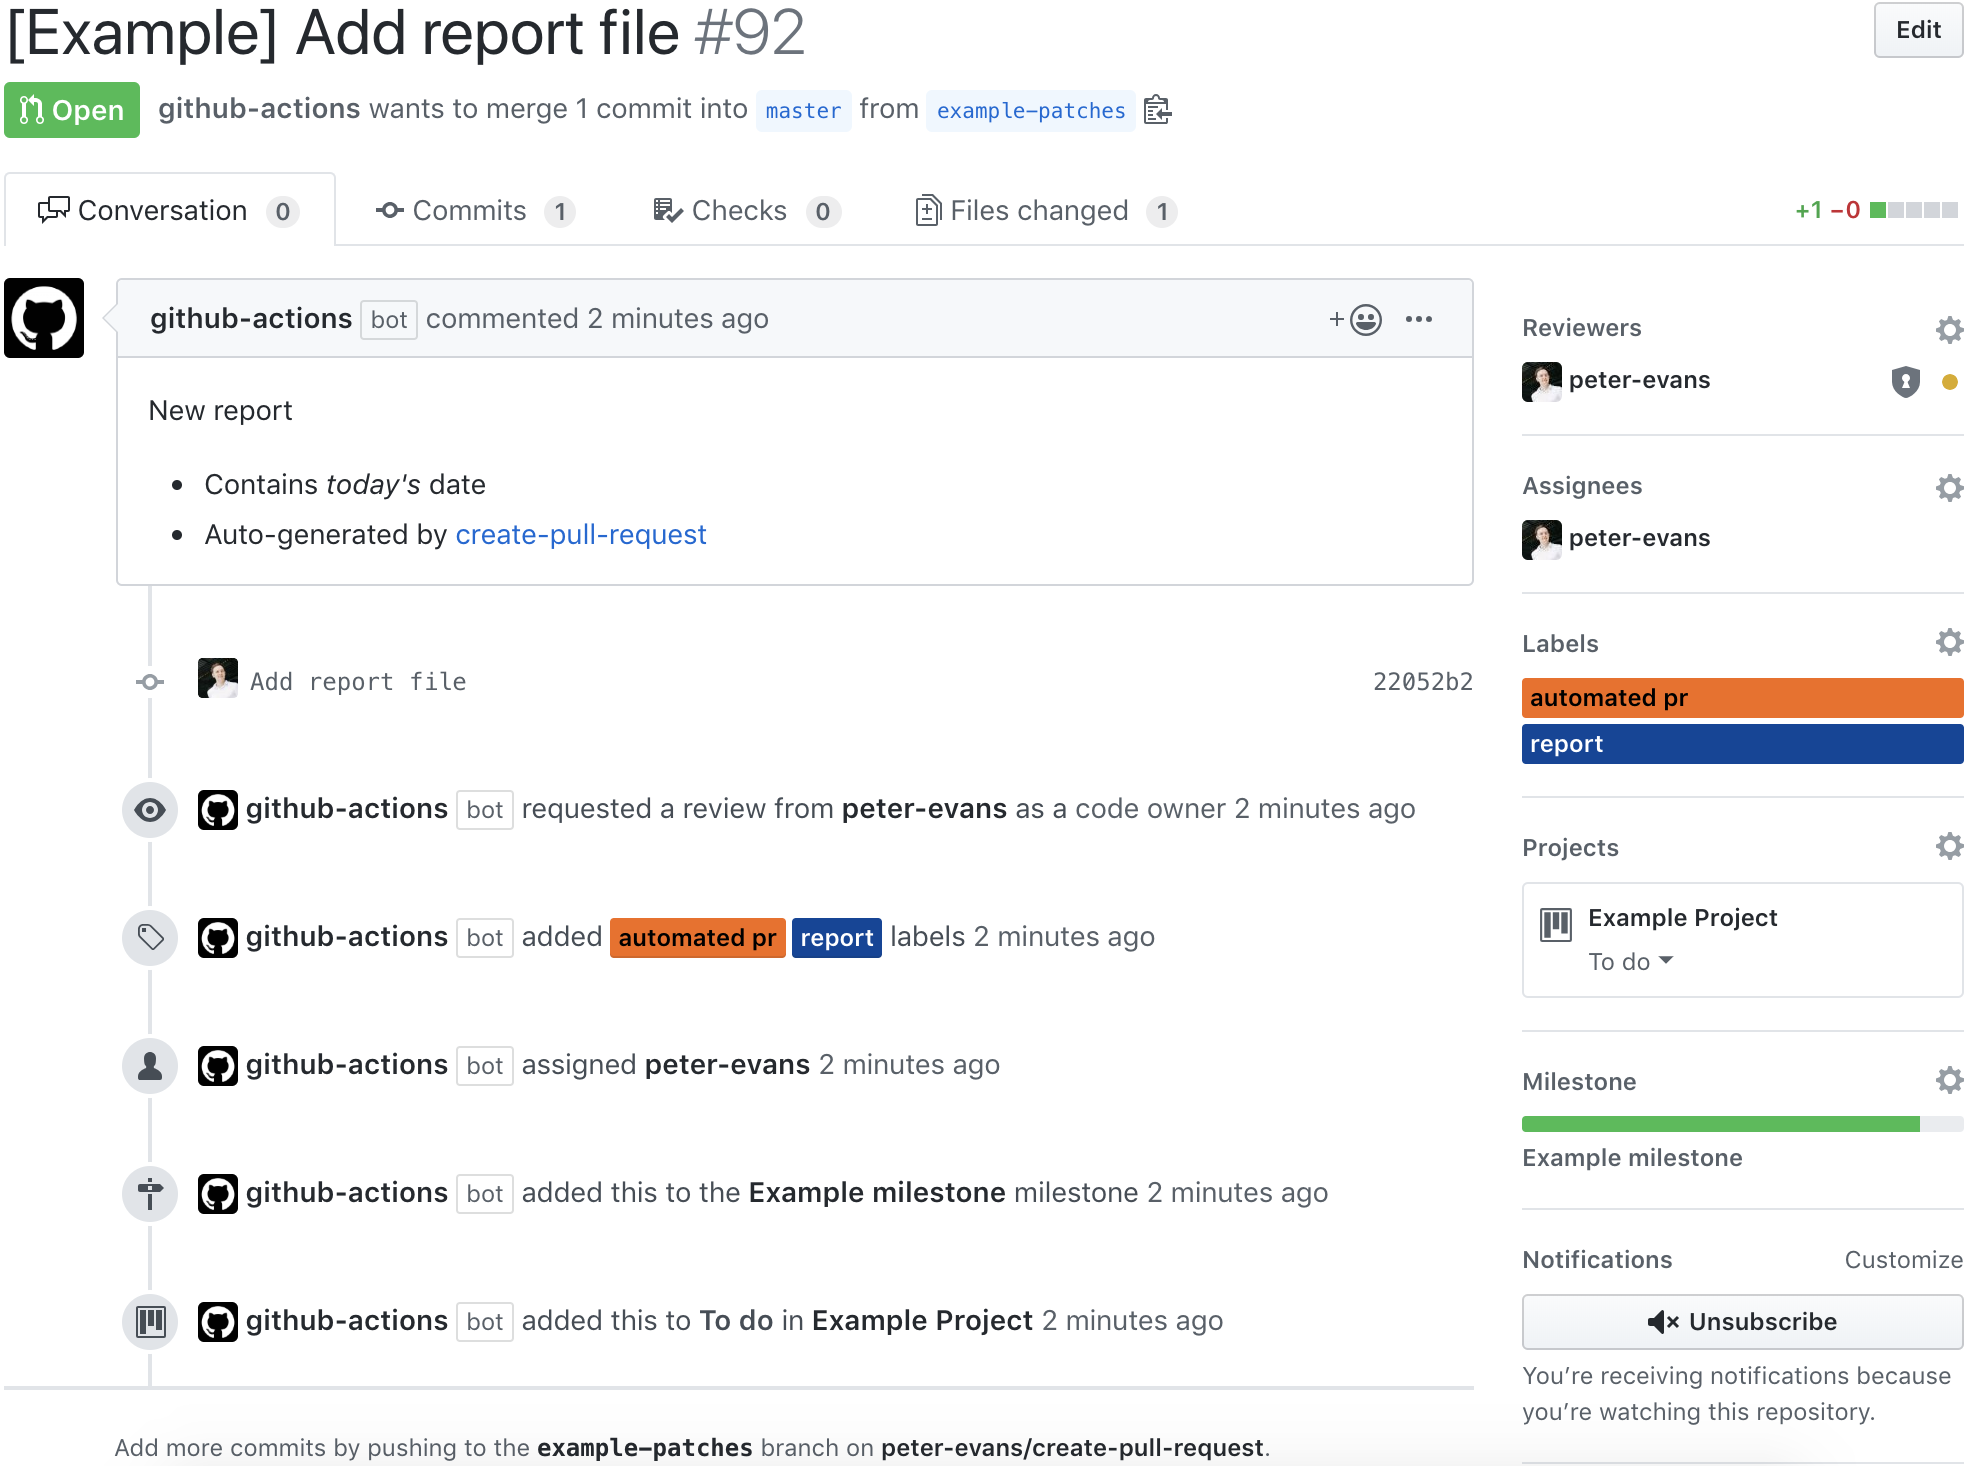 [Example] Add report file #92
Edit
Open github-actions wants to merge 1 commit into master from example-patches
Conversation 0 Commits 1 Checks 0 Files changed 1 +1 −0
github-actions bot commented 2 minutes ago
New report
• Contains today's date
• Auto-generated by create-pull-request
Add report file 22052b2
github-actions bot requested a review from peter-evans as a code owner 2 minutes ago
github-actions bot added automated pr report labels 2 minutes ago
github-actions bot assigned peter-evans 2 minutes ago
github-actions bot added this to the Example milestone milestone 2 minutes ago
github-actions bot added this to To do in Example Project 2 minutes ago
Add more commits by pushing to the example-patches branch on peter-evans/create-pull-request.
Reviewers
peter-evans
Assignees
peter-evans
Labels
automated pr
report
Projects
Example Project
To do
Milestone
Example milestone
Notifications Customize
Unsubscribe
You’re receiving notifications because
you’re watching this repository.